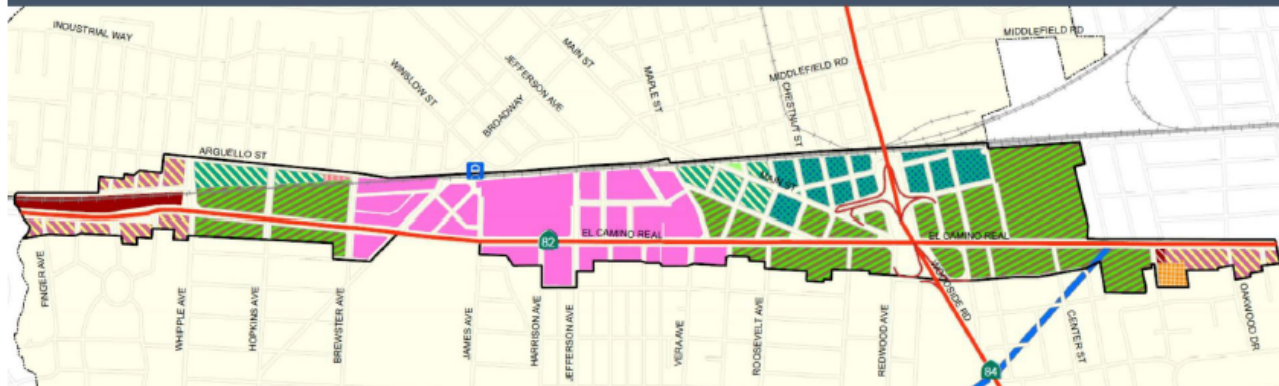 INDUSTRIAL WAY
WINSLOW ST
BROADWAY
JEFFERSON AVE
MAIN ST
MAPLE ST
MIDDLEFIELD RD
CHESTNUT ST
MIDDLEFIELD RD
ARGUELLO ST
MAIN ST
82
EL CAMINO REAL
EL CAMINO REAL
FINGER AVE
WHIPPLE AVE
HOPKINS AVE
BREWSTER AVE
JAMES AVE
HARRISON AVE
JEFFERSON AVE
VERA AVE
ROOSEVELT AVE
REDWOOD AVE
WOODSIDE RD
CENTER ST
OAKWOOD DR
84